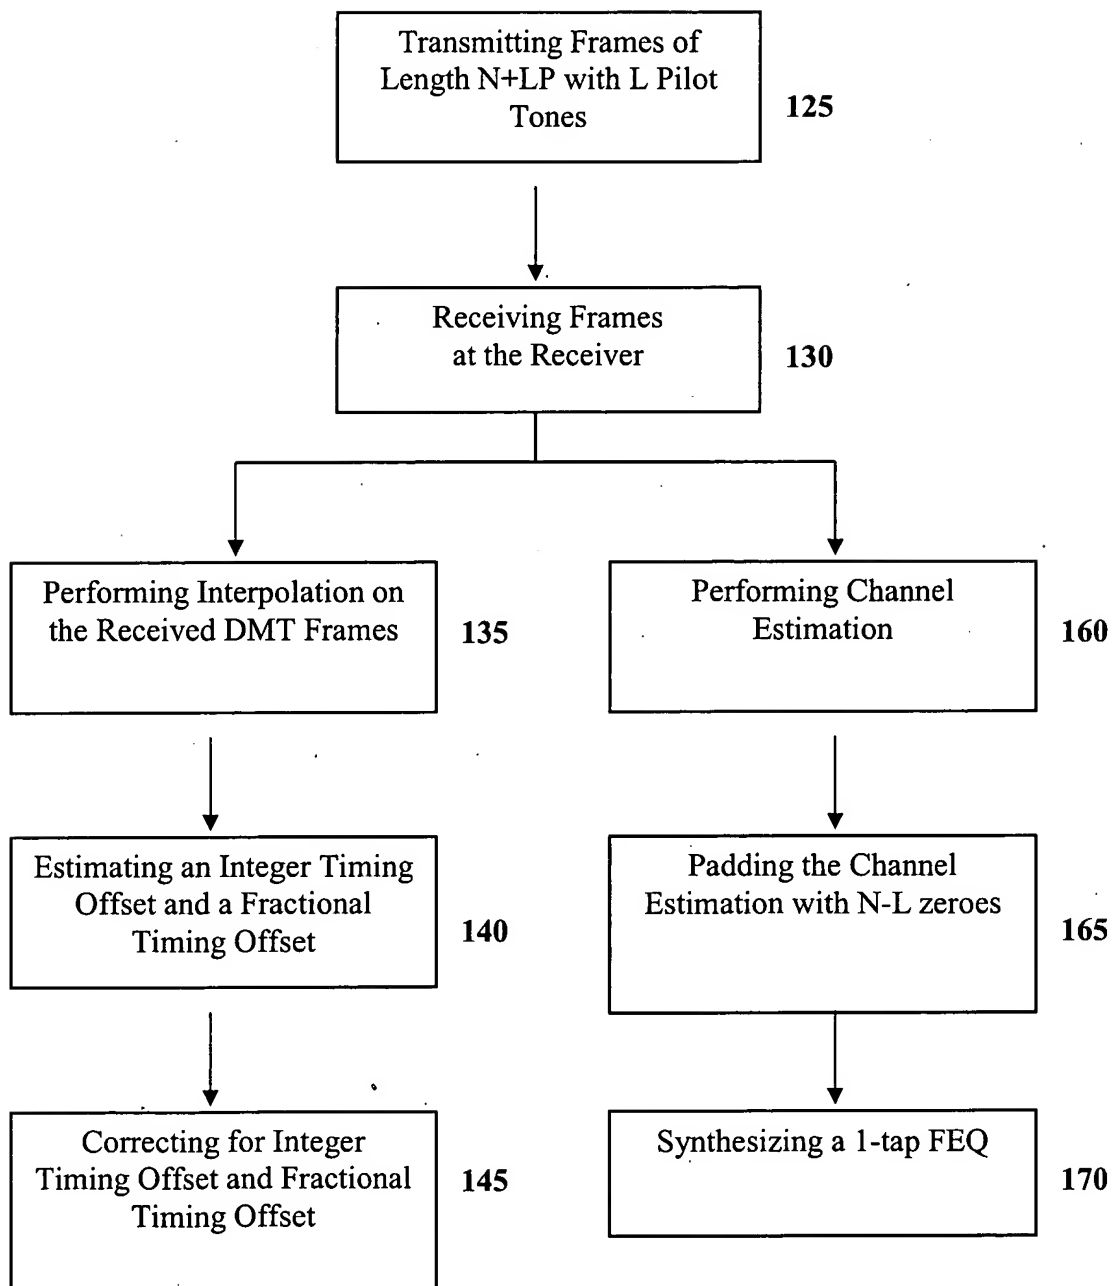 Transmitting Frames of
Length N+LP with L Pilot
Tones
125
Receiving Frames
at the Receiver
130
Performing Interpolation on
the Received DMT Frames
135
Performing Channel
Estimation
160
Estimating an Integer Timing
Offset and a Fractional
Timing Offset
140
Padding the Channel
Estimation with N-L zeroes
165
Correcting for Integer
Timing Offset and Fractional
Timing Offset
145
Synthesizing a 1-tap FEQ
170